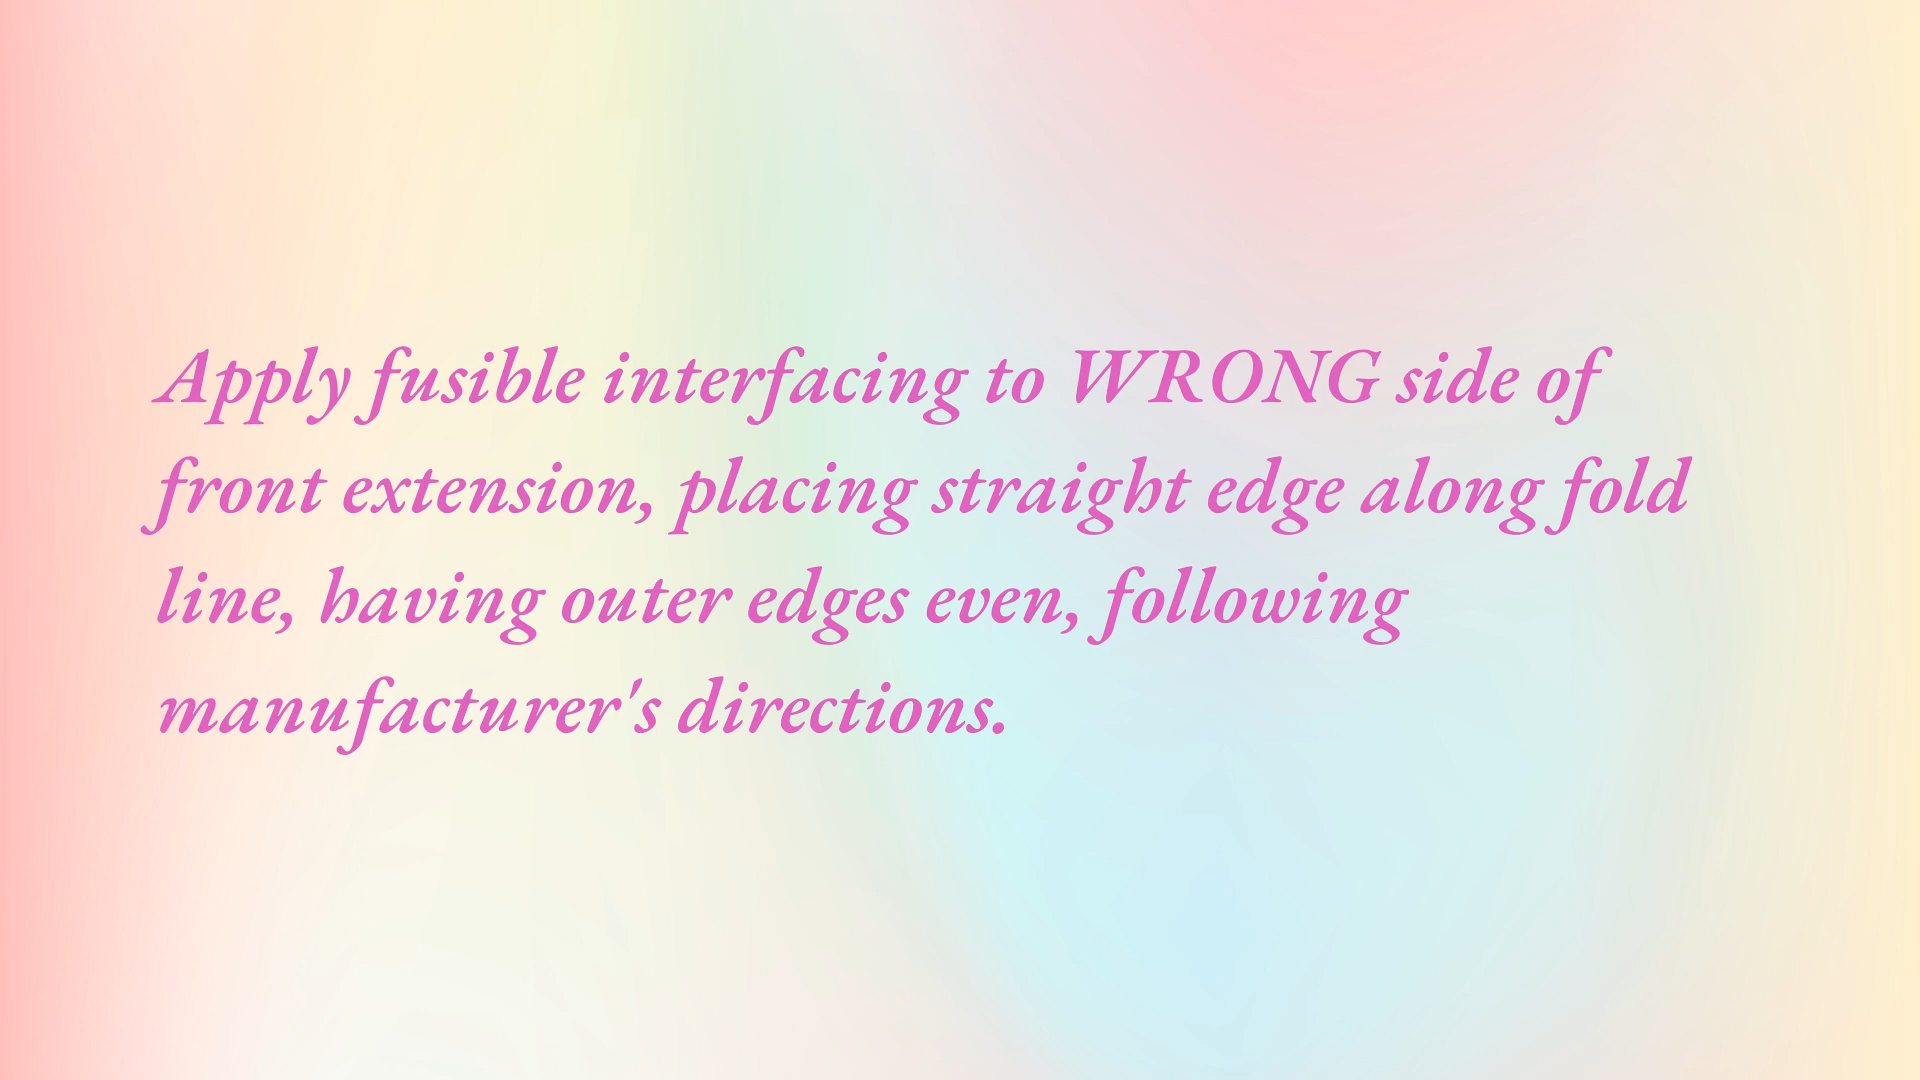 Apply fusible interfacing to WRONG side of
front extension, placing straight edge along fold
line, having outer edges even, following
manufacturer's directions.